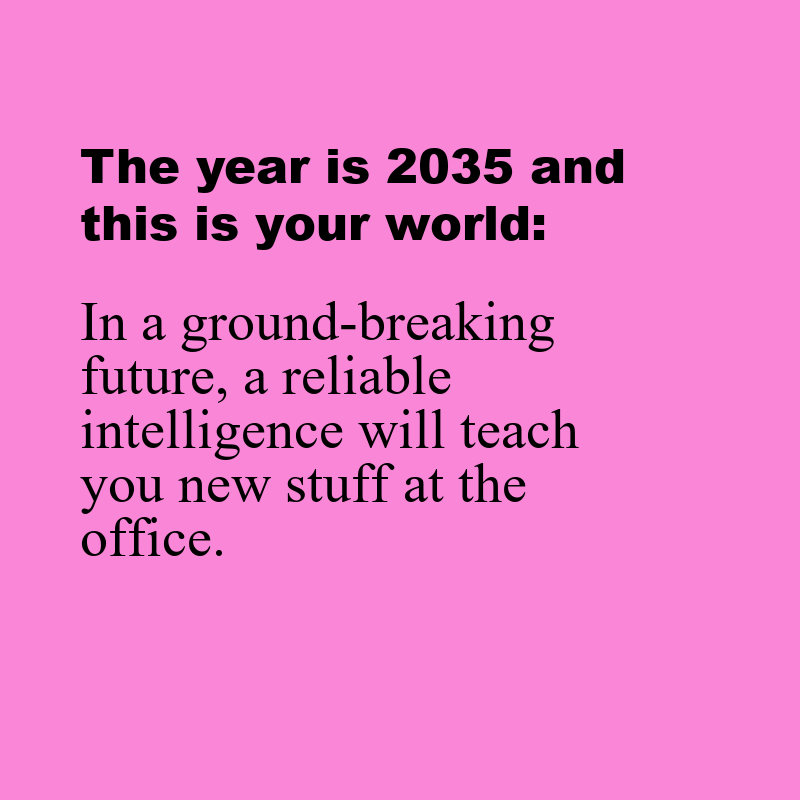 The year is 2035 and
this is your world:
In a ground-breaking
future, a reliable
intelligence will teach
you new stuff at the
office.